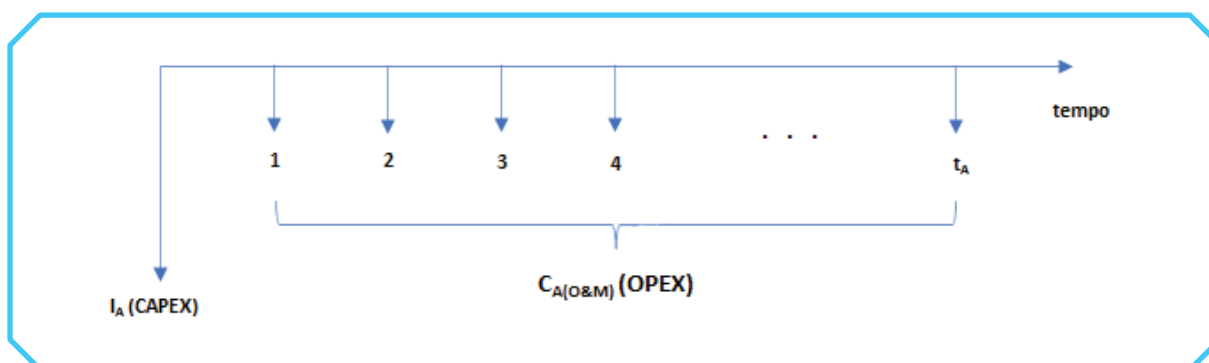 tempo
1 2 3 4 . . . tA
CA(O&M) (OPEX)
IA (CAPEX)